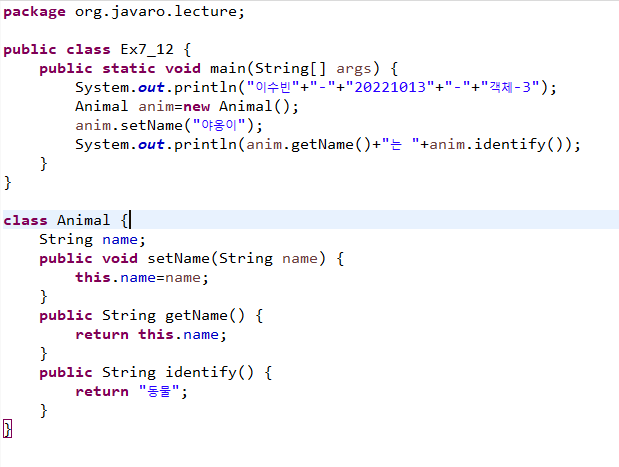 package org.javaro.lecture;
public class Ex7_12 {
public static void main(String[] args) {
System.out.println("이수빈"+"-"+"20221013"+"-"+"객체-3");
Animal anim=new Animal();
anim.setName("야옹이");
System.out.println(anim.getName()+"는 "+anim.identify());
}
}
class Animal {
String name;
public void setName(String name) {
this.name=name;
}
public String getName() {
return this.name;
}
public String identify() {
return "동물";
}
}